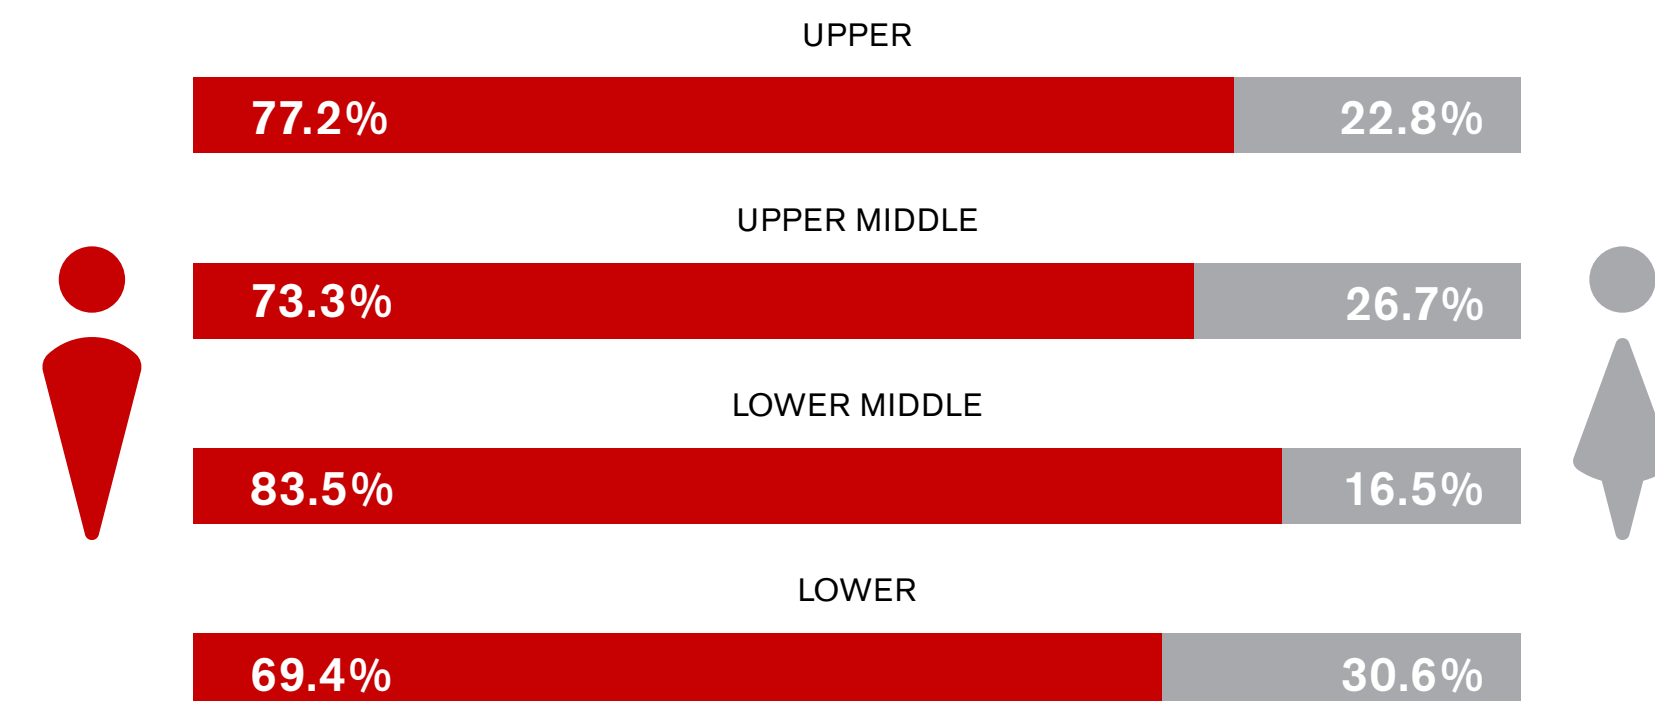 UPPER
77.2% 22.8%
UPPER MIDDLE
73.3% 26.7%
LOWER MIDDLE
83.5% 16.5%
LOWER
69.4% 30.6%